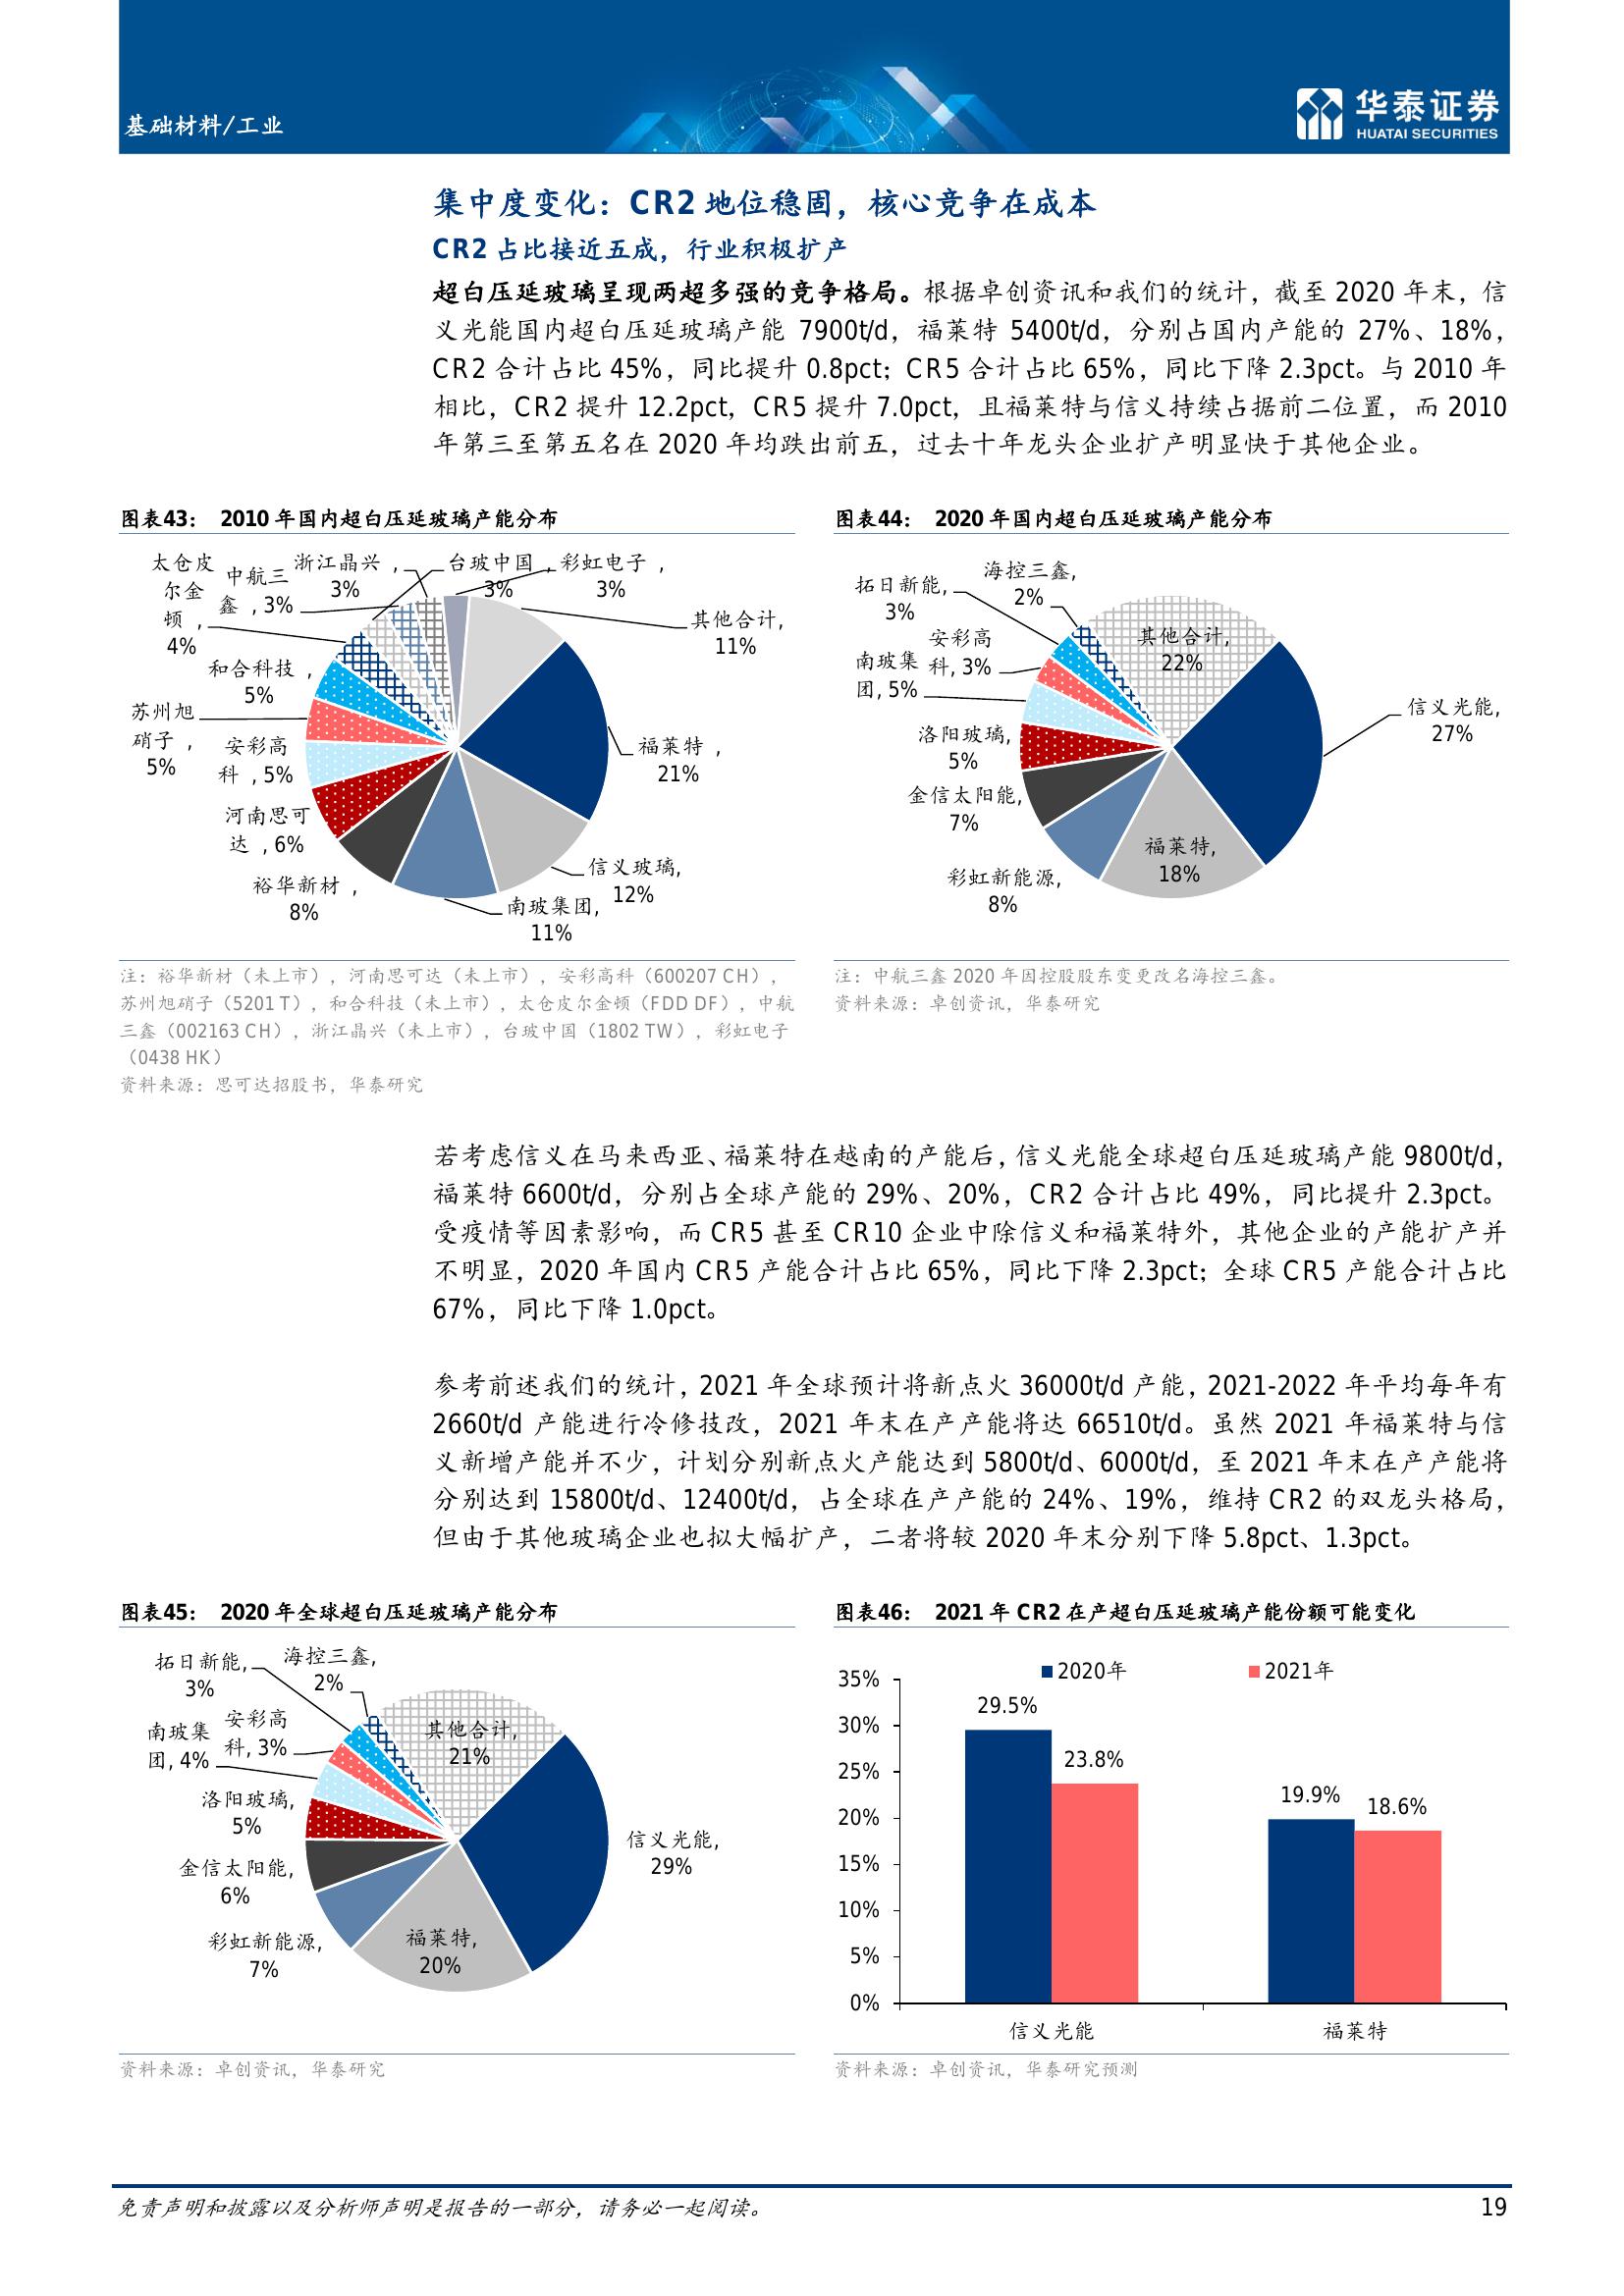 基础材料/工业
华泰证券
HUATAI SECURITIES
集中度变化：CR2 地位稳固，核心竞争在成本
CR2 占比接近五成，行业积极扩产
超白压延玻璃呈现两超多强的竞争格局。根据卓创资讯和我们的统计，截至 2020 年末，信
义光能国内超白压延玻璃产能 7900t/d，福莱特 5400t/d，分别占国内产能的 27%、18%，
CR2 合计占比 45%，同比提升 0.8pct；CR5 合计占比 65%，同比下降 2.3pct。与 2010 年
相比，CR2 提升 12.2pct，CR5 提升 7.0pct，且福莱特与信义持续占据前二位置，而 2010
年第三至第五名在 2020 年均跌出前五，过去十年龙头企业扩产明显快于其他企业。
图表43： 2010 年国内超白压延玻璃产能分布
太仓皮
尔金
顿 ，
4%
中航三
鑫 ，3%
浙江晶兴 ，
3%
台玻中国 ，
3%
彩虹电子 ，
3%
其他合计，
11%
和合科技 ，
5%
苏州旭
硝子 ，
5%
安彩高
科 ，5%
河南思可
达 ，6%
裕华新材 ，
8%
南玻集团，
11%
信义玻璃，
12%
福莱特 ，
21%
注：裕华新材（未上市），河南思可达（未上市），安彩高科（600207 CH），
苏州旭硝子（5201 T），和合科技（未上市），太仓皮尔金顿（FDD DF），中航
三鑫（002163 CH），浙江晶兴（未上市），台玻中国（1802 TW），彩虹电子
（0438 HK）
资料来源：思可达招股书，华泰研究
图表44： 2020 年国内超白压延玻璃产能分布
拓日新能，
3%
海控三鑫，
2%
安彩高
科，3%
南玻集
团，5%
其他合计，
22%
信义光能，
27%
洛阳玻璃，
5%
金信太阳能，
7%
彩虹新能源，
8%
福莱特，
18%
注：中航三鑫 2020 年因控股股东变更改名海控三鑫。
资料来源：卓创资讯，华泰研究
若考虑信义在马来西亚、福莱特在越南的产能后，信义光能全球超白压延玻璃产能 9800t/d，
福莱特 6600t/d，分别占全球产能的 29%、20%，CR2 合计占比 49%，同比提升 2.3pct。
受疫情等因素影响，而 CR5 甚至 CR10 企业中除信义和福莱特外，其他企业的产能扩产并
不明显，2020 年国内 CR5 产能合计占比 65%，同比下降 2.3pct；全球 CR5 产能合计占比
67%，同比下降 1.0pct。
参考前述我们的统计，2021 年全球预计将新点火 36000t/d 产能，2021-2022 年平均每年有
2660t/d 产能进行冷修技改，2021 年末在产产能将达 66510t/d。虽然 2021 年福莱特与信
义新增产能并不少，计划分别新点火产能达到 5800t/d、6000t/d，至 2021 年末在产产能将
分别达到 15800t/d、12400t/d，占全球在产产能的 24%、19%，维持 CR2 的双龙头格局，
但由于其他玻璃企业也拟大幅扩产，二者将较 2020 年末分别下降 5.8pct、1.3pct。
图表45： 2020 年全球超白压延玻璃产能分布
拓日新能，
3%
海控三鑫，
2%
安彩高
科，3%
南玻集
团，4%
其他合计，
21%
洛阳玻璃，
5%
信义光能，
29%
金信太阳能，
6%
彩虹新能源，
7%
福莱特，
20%
资料来源：卓创资讯，华泰研究
图表46： 2021 年 CR2 在产超白压延玻璃产能份额可能变化
2020年
2021年
35%
30%
25%
20%
15%
10%
5%
0%
29.5%
23.8%
19.9%
18.6%
信义光能
福莱特
资料来源：卓创资讯，华泰研究预测
免责声明和披露以及分析师声明是报告的一部分，请务必一起阅读。
19